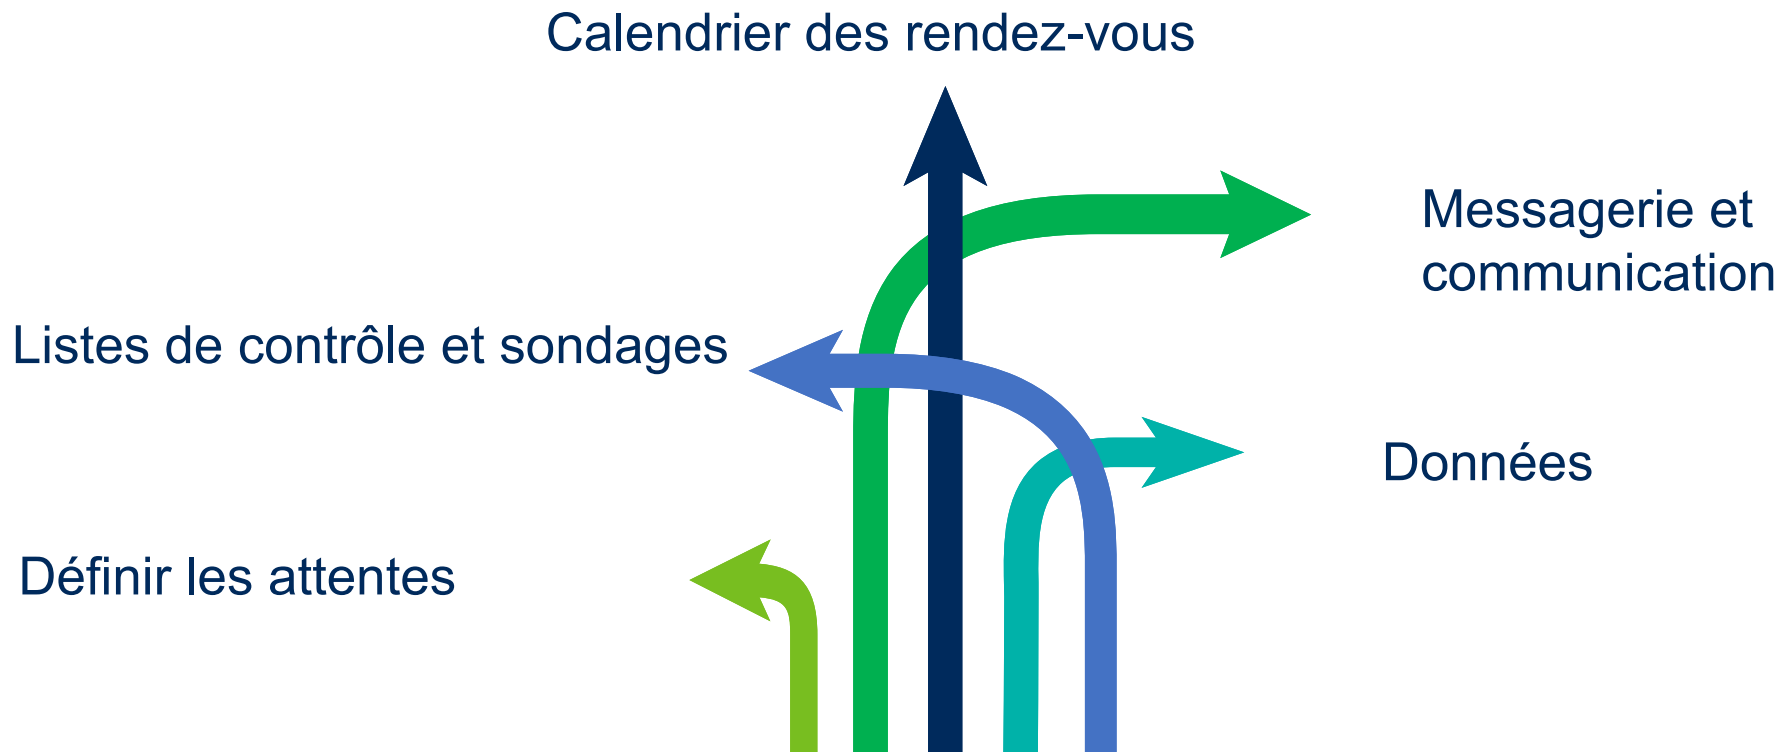 Calendrier des rendez-vous
Messagerie et
communication
Listes de contrôle et sondages
Données
Définir les attentes